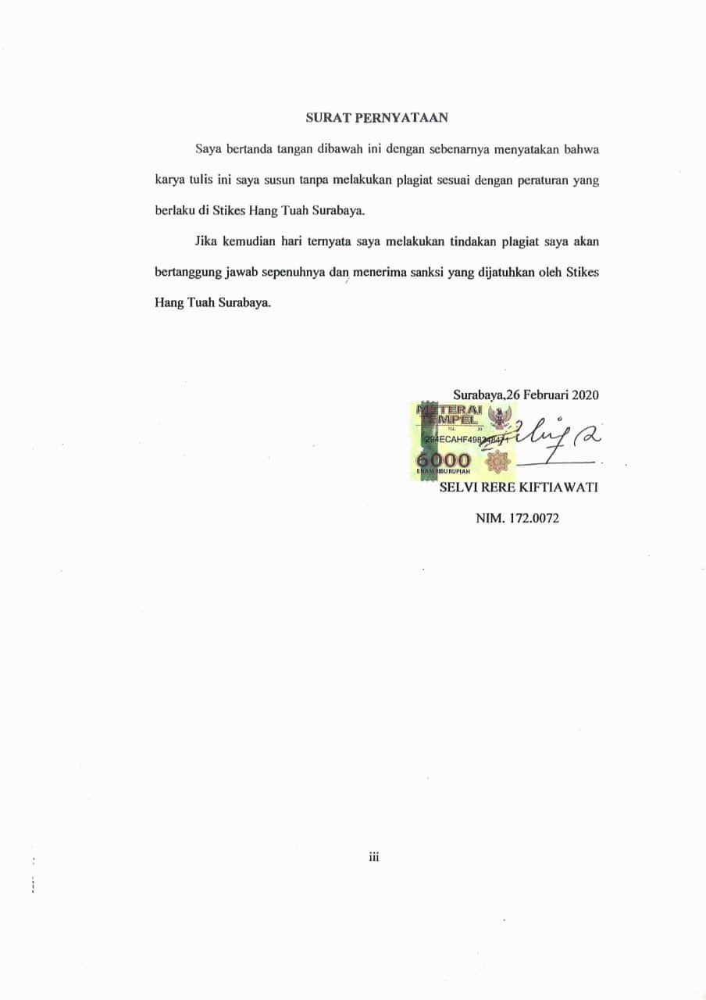 SURAT PERNYATAAN
Saya bertanda tangan dibawah ini dengan sebenarnya menyatakan bahwa
karya tulis ini saya susun tanpa melakukan plagiat sesuai dengan peraturan yang
berlaku di Stikes Hang Tuah Surabaya.
Jika kemudian hari ternyata saya melakukan tindakan plagiat saya akan
bertanggung jawab sepenuhnya dan menerima sanksi yang dijatuhkan oleh Stikes
Hang Tuah Surabaya.
Surabaya,26 Februari 2020
METERAI
TEMPEL
TGL. 20
6000
ENAM RIBU RUPIAH
SELVI RERE KIFTIAWATI
NIM. 172.0072
iii